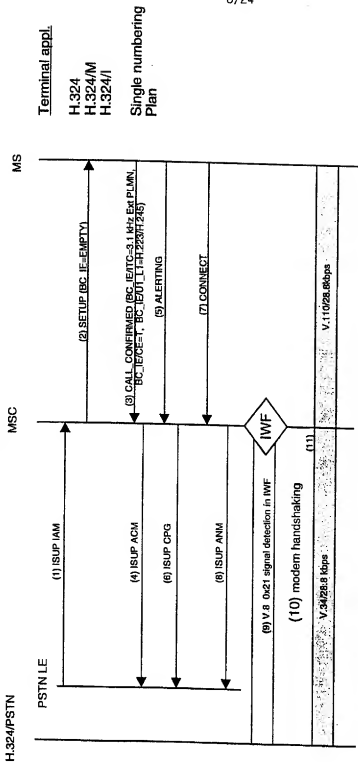 H.324/PSTN
PSTN LE
MSC
MS
Terminal appl.
H.324
H.324/M
H.324/I
Single numbering
Plan
(1) ISUP IAM
(2) SETUP (BC_IE=EMPTY)
(3) CALL_CONFIRMED (BC_IE/ITC=3.1 kHz Ext PLMN,
BC_IE/CE=T, BC_IE/U1_L1=H.223/H.245)
(4) ISUP ACM
(5) ALERTING
(6) ISUP CPG
(7) CONNECT
(8) ISUP ANM
IWF
(9) V.8 0x21 signal detection in IWF
(10) modem handshaking
(11)
V.34/28.8 kbps
V.110/28.8kbps